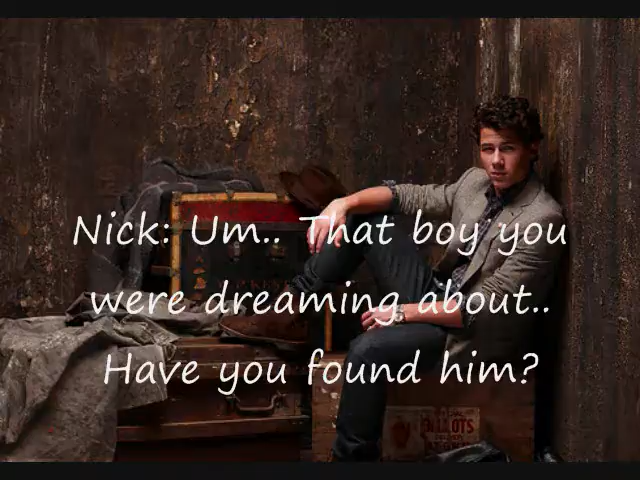 Nick: Um.. That boy you
were dreaming about..
Have you found him?